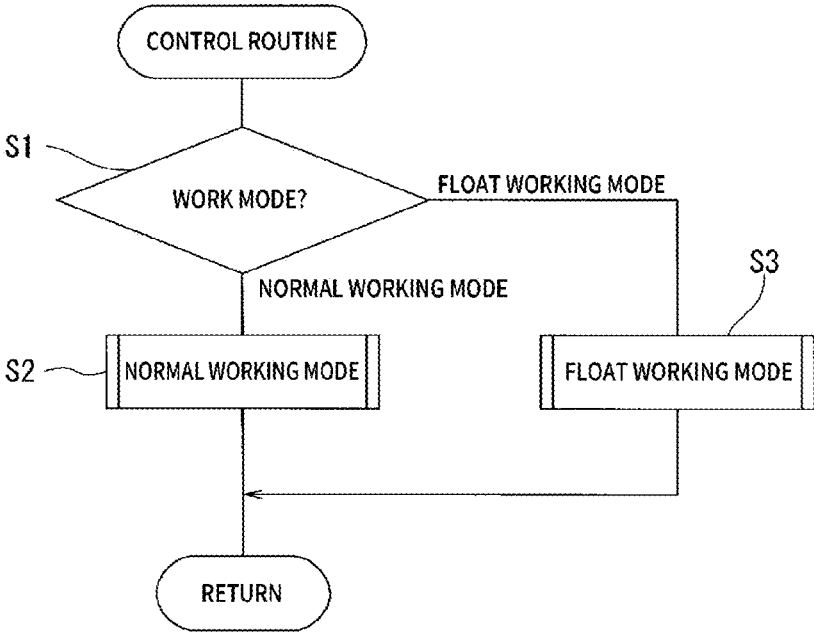 CONTROL ROUTINE
S1
WORK MODE?
FLOAT WORKING MODE
NORMAL WORKING MODE
S3
S2
NORMAL WORKING MODE
FLOAT WORKING MODE
RETURN